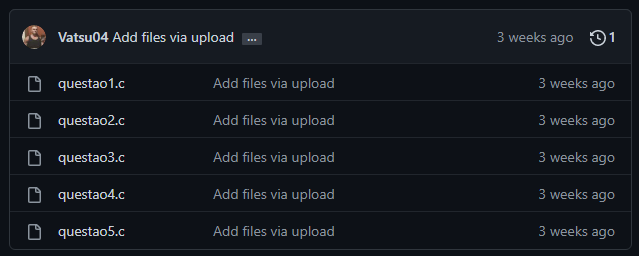 Vatsu04 Add files via upload ... 3 weeks ago 1
questao1.c Add files via upload 3 weeks ago
questao2.c Add files via upload 3 weeks ago
questao3.c Add files via upload 3 weeks ago
questao4.c Add files via upload 3 weeks ago
questao5.c Add files via upload 3 weeks ago